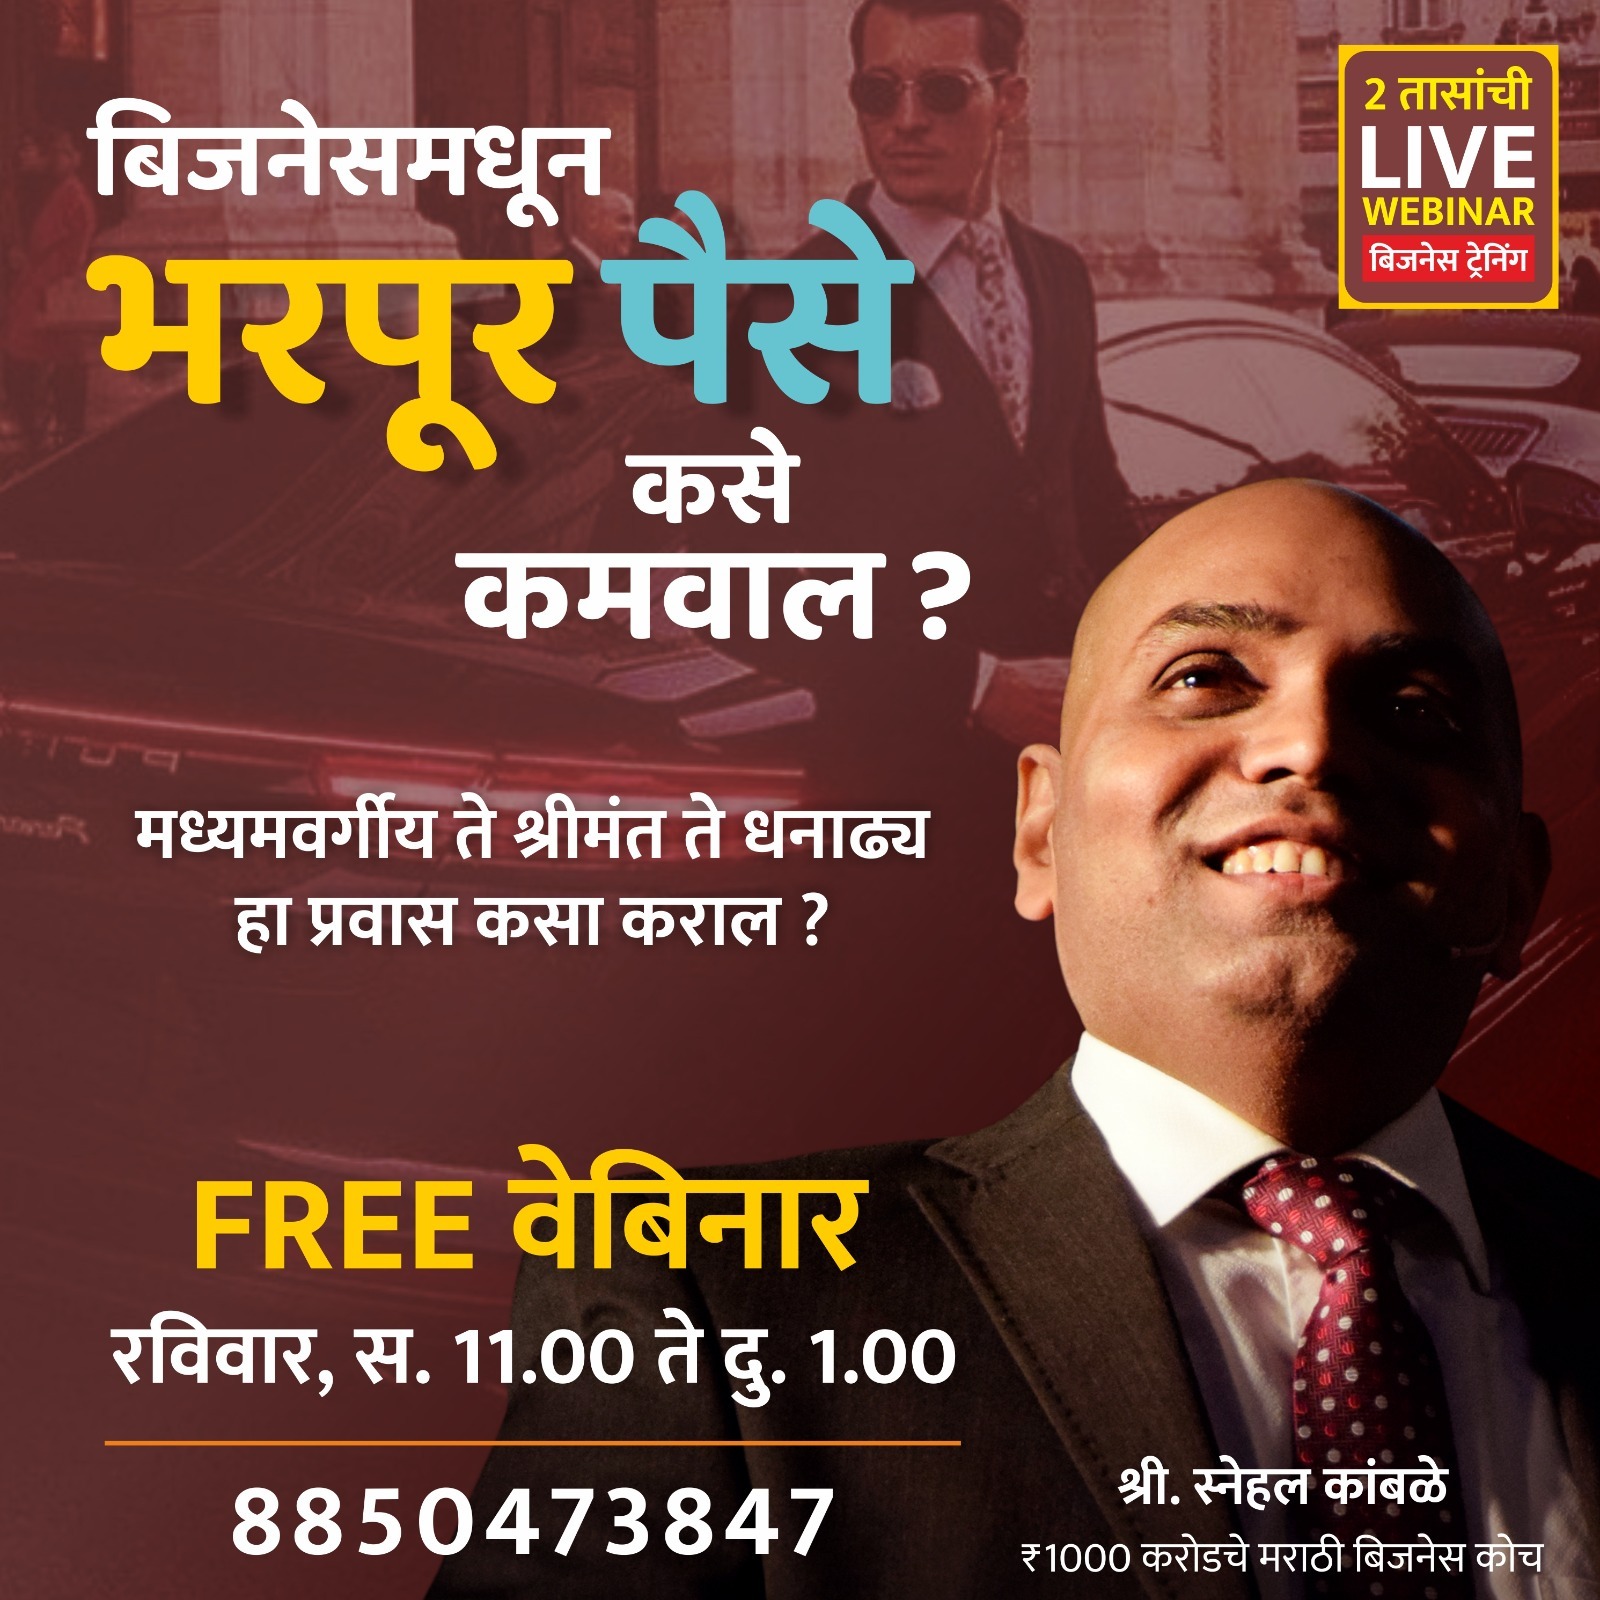 बिजनेसमधून
भरपूर पैसे
कसे
कमवाल ?
2 तासांची
LIVE
WEBINAR
बिजनेस ट्रेनिंग
मध्यमवर्गीय ते श्रीमंत ते धनाढ्य
हा प्रवास कसा कराल ?
FREE वेबिनार
रविवार, स. 11.00 ते दु. 1.00
8850473847
श्री. स्नेहल कांबळे
₹1000 करोडचे मराठी बिजनेस कोच